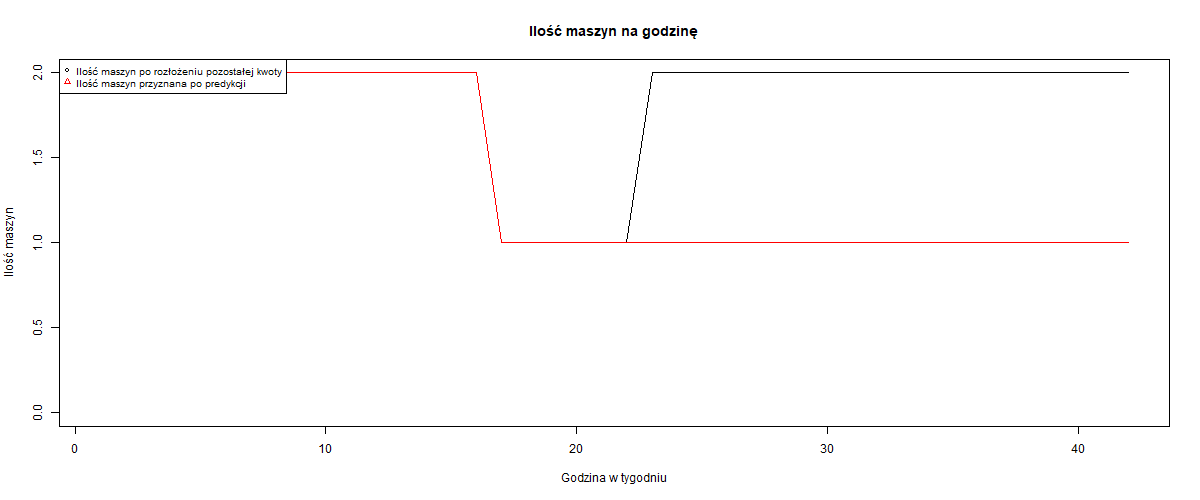 Ilość maszyn na godzinę
Ilość maszyn po rozłożeniu pozostałej kwoty
Ilość maszyn przyznana po predykcji
Ilość maszyn
2.0
1.5
1.0
0.5
0.0
0 10 20 30 40
Godzina w tygodniu